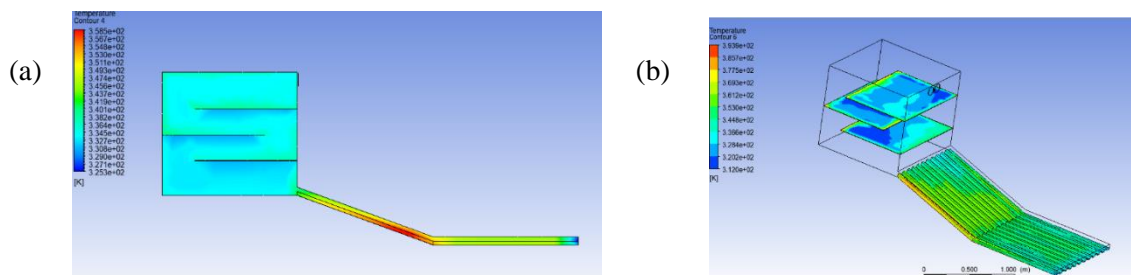 (a)
Temperature
Contour 4
3.585e+02
3.567e+02
3.548e+02
3.530e+02
3.511e+02
3.493e+02
3.474e+02
3.456e+02
3.437e+02
3.419e+02
3.401e+02
3.382e+02
3.364e+02
3.345e+02
3.327e+02
3.308e+02
3.290e+02
3.271e+02
3.253e+02
[K]
(b)
Temperature
Contour 6
3.939e+02
3.857e+02
3.775e+02
3.693e+02
3.612e+02
3.530e+02
3.448e+02
3.366e+02
3.284e+02
3.202e+02
3.120e+02
[K]
0 0.500 1.000 (m)